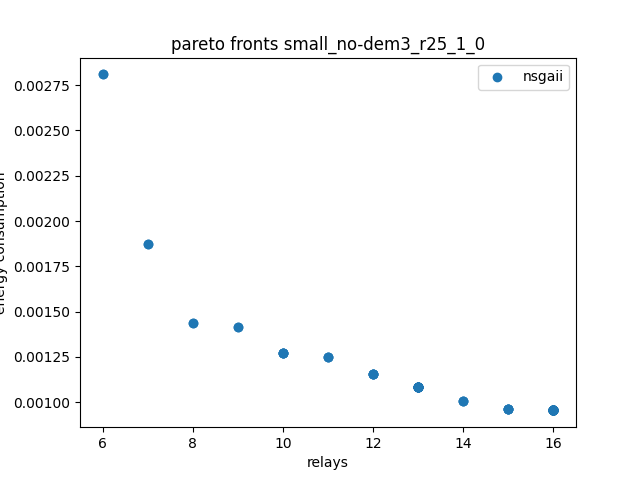 pareto fronts small_no-dem3_r25_1_0
nsgaii
0.00275
0.00250
0.00225
0.00200
0.00175
0.00150
0.00125
0.00100
energy consumption
6 8 10 12 14 16
relays